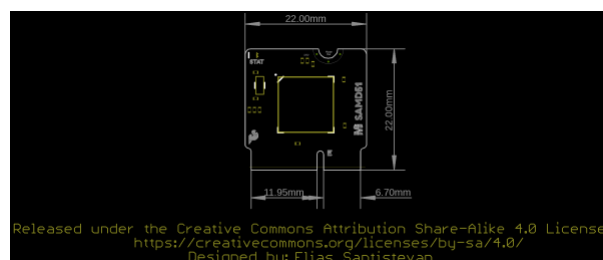 22.00mm
STAT
M SAMD51
22.00mm
E
11.95mm
6.70mm
Released under the Creative Commons Attribution Share-Alike 4.0 License
https://creativecommons.org/licenses/by-sa/4.0/
Designed by: Elias Santistevan